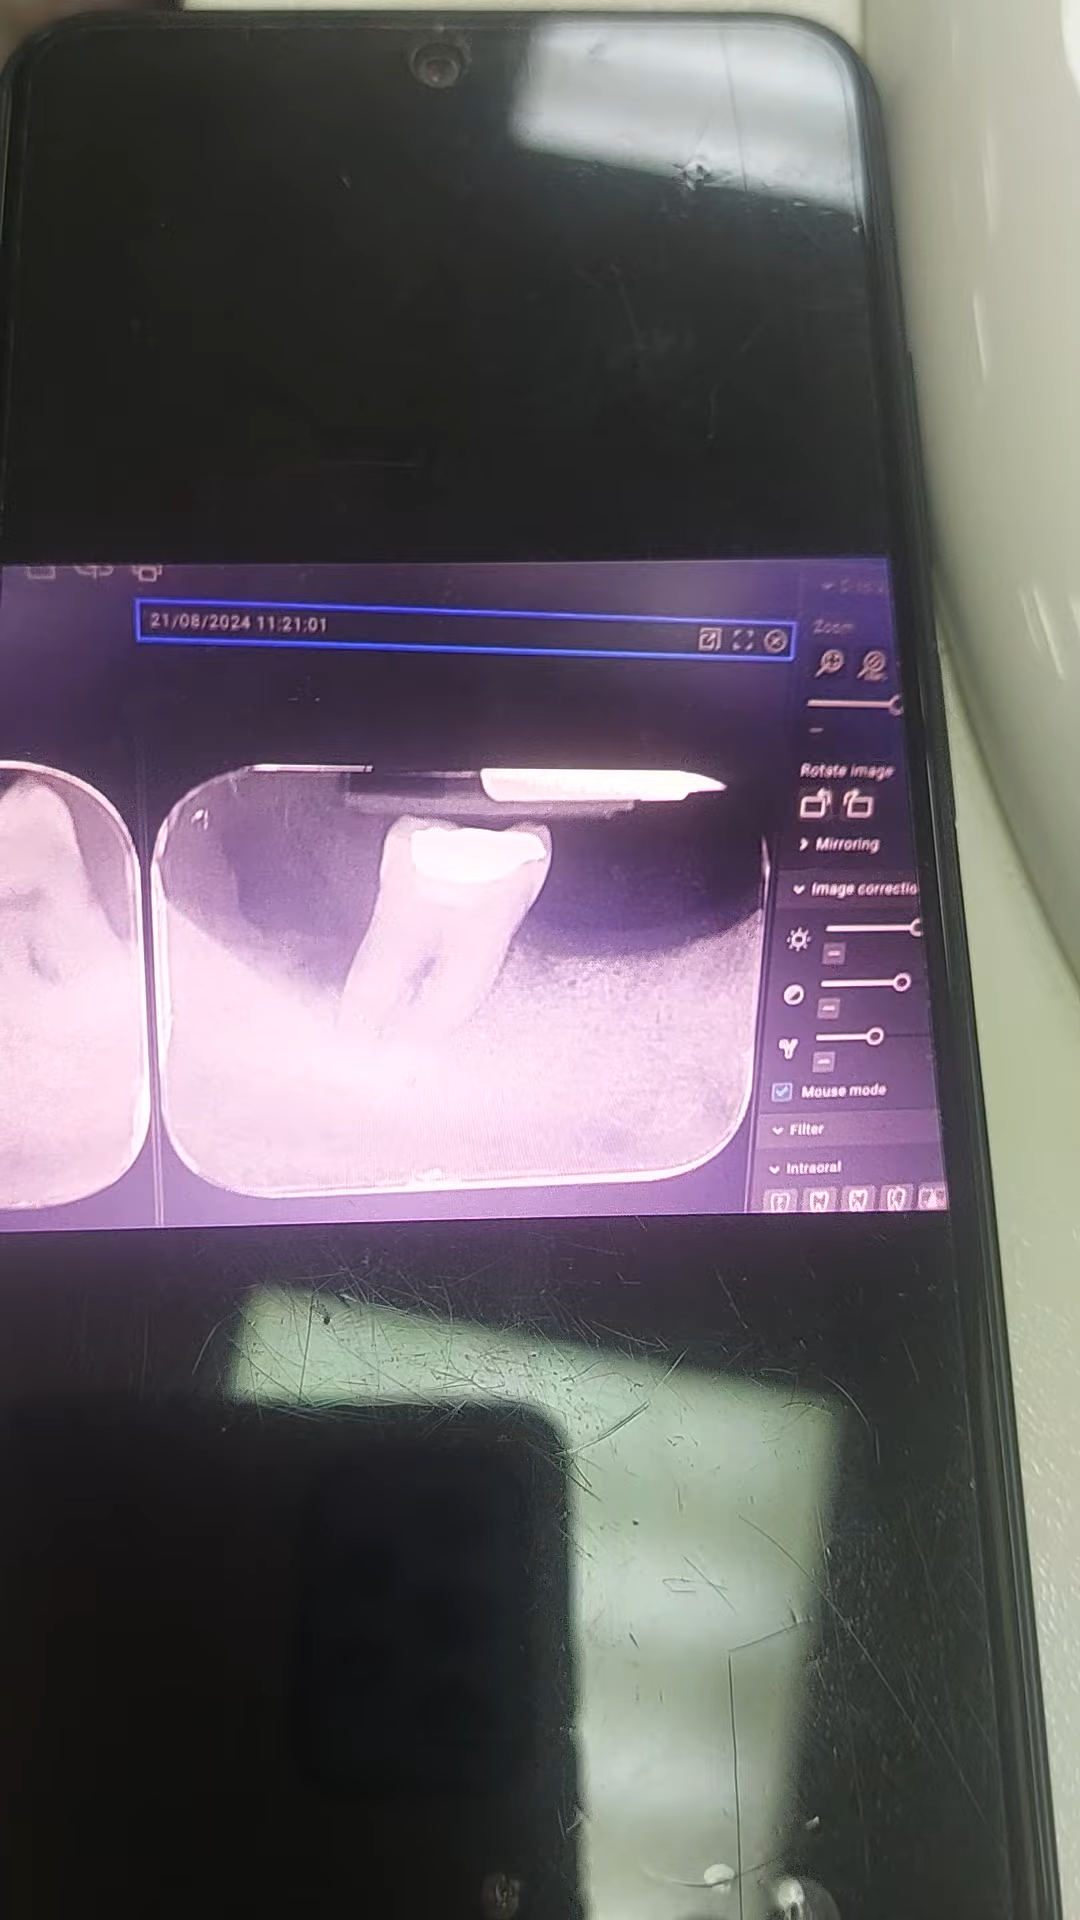 21/08/2024 11:21:01
Zoom
Rotate image
Mirroring
Image correctio
Mouse mode
Filter
Intraoral